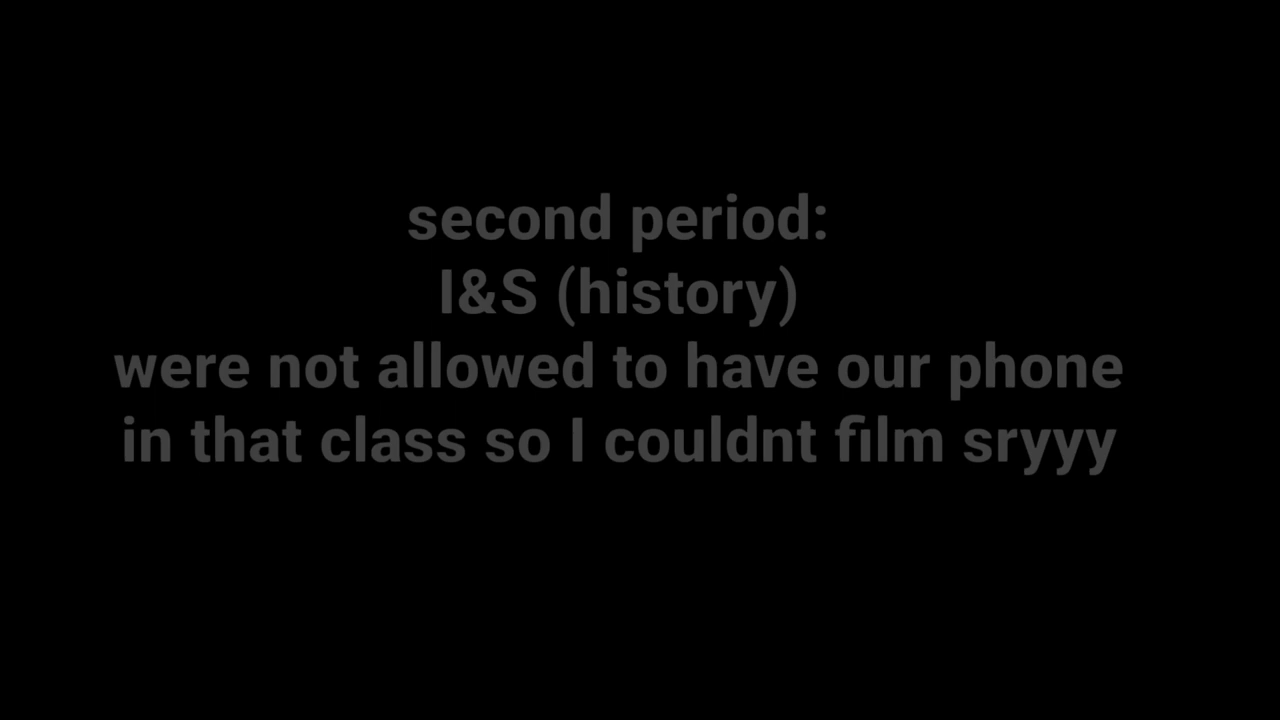 second period:
I&S (history)
were not allowed to have our phone
in that class so I couldnt film sryyy